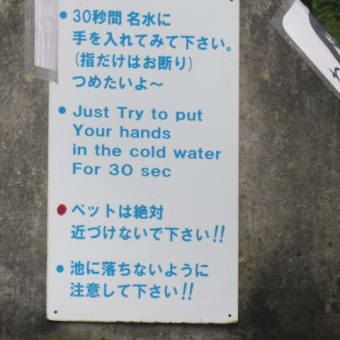 ● 30秒間 名水に
手を入れてみて下さい。
(指だけはお断り)
つめたいよ～
● Just Try to put
Your hands
in the cold water
For 30 sec
● ペットは絶対
近づけないで下さい!!
● 池に落ちないように
注意して下さい!!